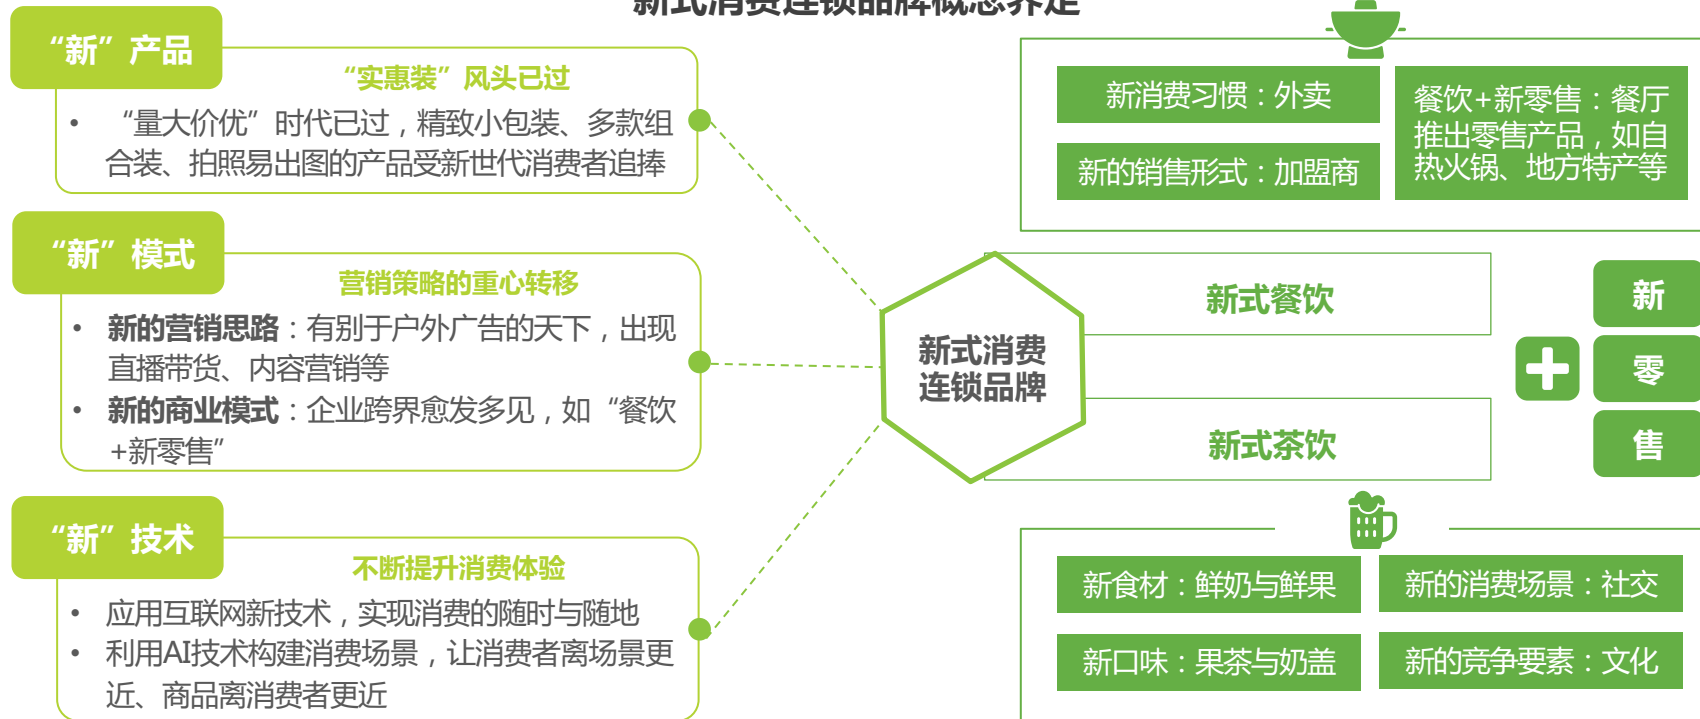 新式消费连锁品牌概念界定
“新”产品
“实惠装”风头已过
• “量大价优”时代已过，精致小包装、多款组
合装、拍照易出图的产品受新世代消费者追捧
“新”模式
营销策略的重心转移
• 新的营销思路：有别于户外广告的天下，出现
直播带货、内容营销等
• 新的商业模式：企业跨界愈发多见，如“餐饮
+新零售”
“新”技术
不断提升消费体验
• 应用互联网新技术，实现消费的随时与随地
• 利用AI技术构建消费场景，让消费者离场景更
近、商品离消费者更近
新式消费
连锁品牌
新消费习惯：外卖
新的销售形式：加盟商
餐饮+新零售：餐厅
推出零售产品，如自
热火锅、地方特产等
新式餐饮
新式茶饮
新
零
售
新食材：鲜奶与鲜果
新的消费场景：社交
新口味：果茶与奶盖
新的竞争要素：文化